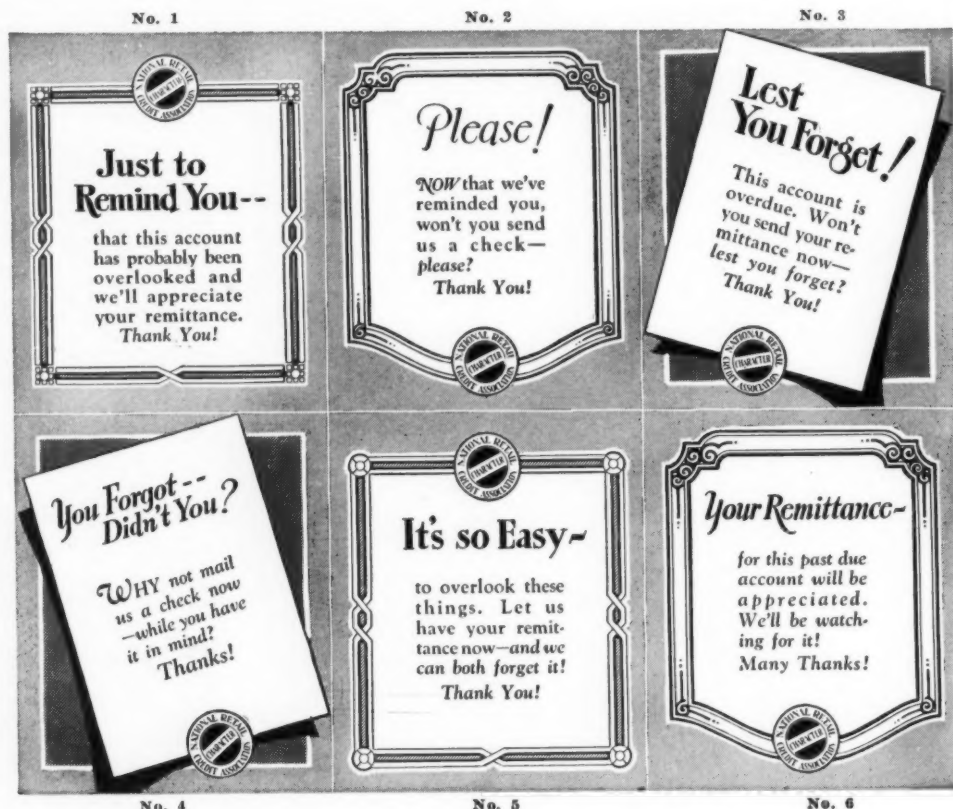 No. 1
No. 2
No. 3
NATIONAL RETAIL
CHARACTER
CREDIT ASSOCIATION
Just to
Remind You--
that this account
has probably been
overlooked and
we'll appreciate
your remittance.
Thank You!
Please!
NOW that we've
reminded you,
won't you send
us a check—
please?
Thank You!
NATIONAL RETAIL
CHARACTER
CREDIT ASSOCIATION
Lest
You Forget!
This account is
overdue. Won't
you send your re-
mittance now—
lest you forget?
Thank You!
NATIONAL RETAIL
CHARACTER
CREDIT ASSOCIATION
You Forgot--
Didn't You?
WHY not mail
us a check now
—while you have
it in mind?
Thanks!
NATIONAL RETAIL
CHARACTER
CREDIT ASSOCIATION
NATIONAL RETAIL
CHARACTER
CREDIT ASSOCIATION
It's so Easy~
to overlook these
things. Let us
have your remit-
tance now—and we
can both forget it!
Thank You!
Your Remittance~
for this past due
account will be
appreciated.
We'll be watch-
ing for it!
Many Thanks!
NATIONAL RETAIL
CHARACTER
CREDIT ASSOCIATION
No. 4
No. 5
No. 6